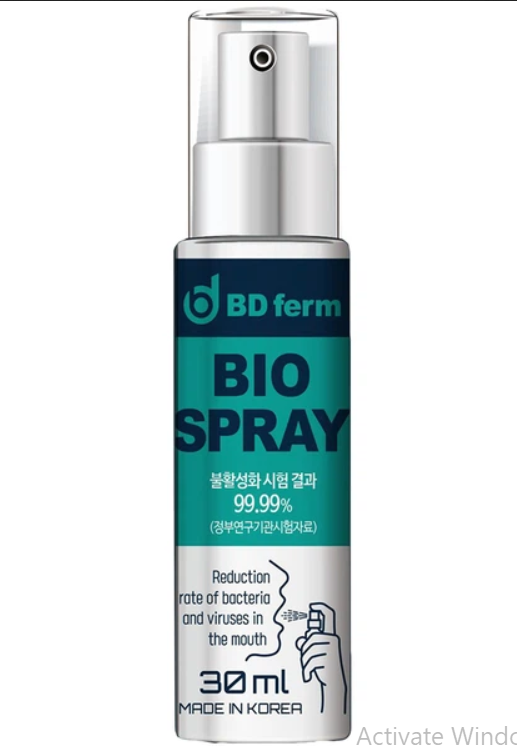 BD ferm
BIO
SPRAY
불활성화 시험 결과
99.99%
(정부연구기관시험자료)
Reduction
rate of bacteria
and viruses in
the mouth
30 ml
MADE IN KOREA
Activate Windo